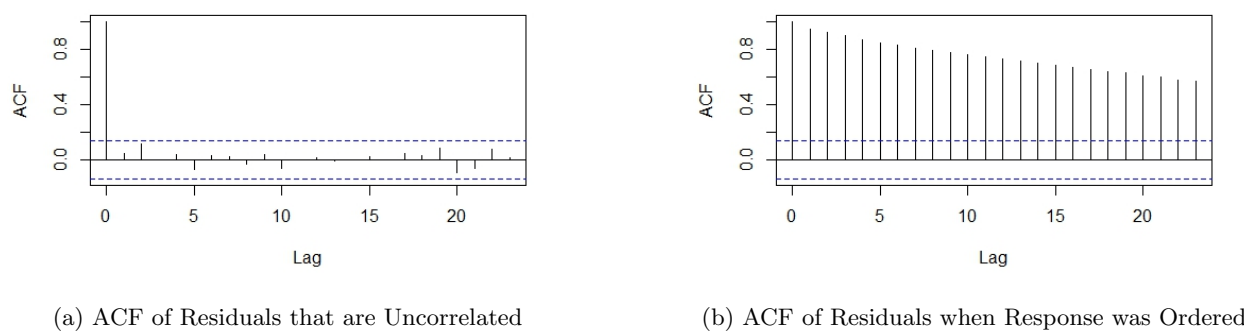 ACF
0.8
0.4
0.0
0 5 10 15 20
Lag
(a) ACF of Residuals that are Uncorrelated
ACF
0.8
0.4
0.0
0 5 10 15 20
Lag
(b) ACF of Residuals when Response was Ordered